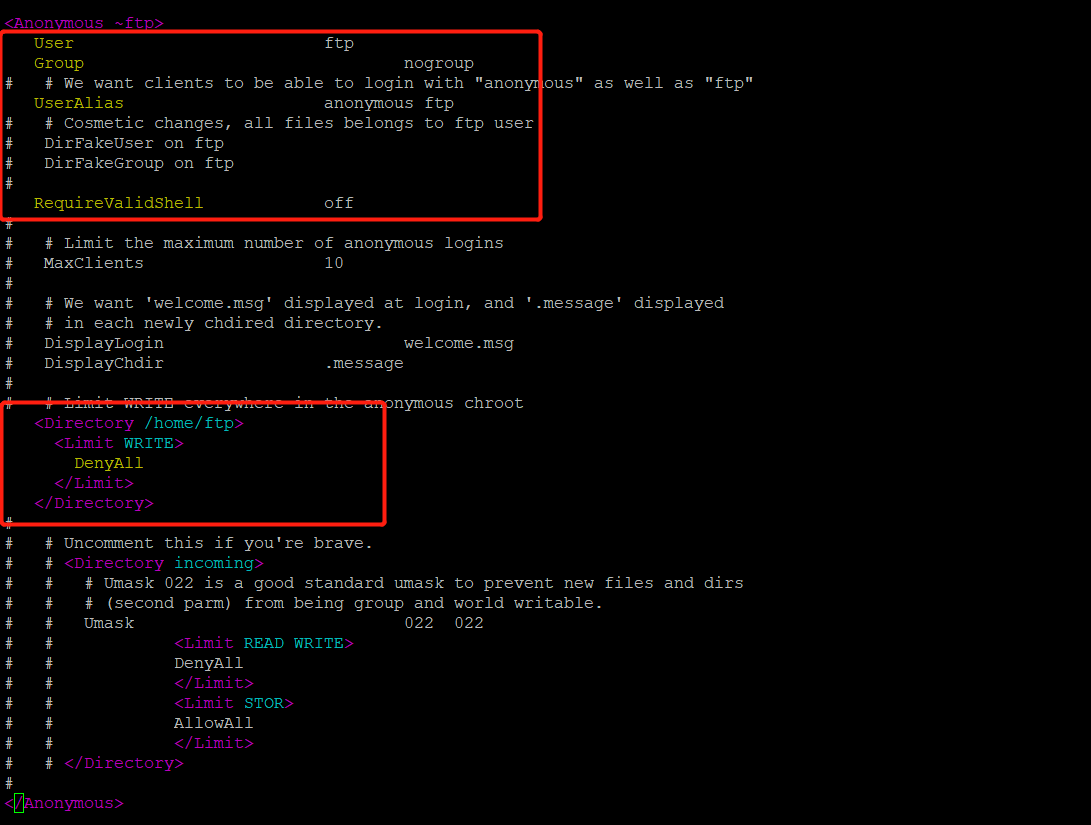 <Anonymous ~ftp>
   User                         ftp
   Group                                nogroup
#   # We want clients to be able to login with "anonymous" as well as "ftp"
   UserAlias                    anonymous ftp
#   # Cosmetic changes, all files belongs to ftp user
#   DirFakeUser on ftp
#   DirFakeGroup on ftp
#
   RequireValidShell            off
#
#   # Limit the maximum number of anonymous logins
#   MaxClients                  10
#
#   # We want 'welcome.msg' displayed at login, and '.message' displayed
#   # in each newly chdired directory.
#   DisplayLogin                        welcome.msg
#   DisplayChdir                .message
#
#   # Limit WRITE everywhere in the anonymous chroot
   <Directory /home/ftp>
     <Limit WRITE>
       DenyAll
     </Limit>
   </Directory>
#
#   # Uncomment this if you're brave.
#   # <Directory incoming>
#   #   # Umask 022 is a good standard umask to prevent new files and dirs
#   #   # (second parm) from being group and world writable.
#   #   Umask                           022  022
#   #            <Limit READ WRITE>
#   #            DenyAll
#   #            </Limit>
#   #            <Limit STOR>
#   #            AllowAll
#   #            </Limit>
#   # </Directory>
#
</Anonymous>